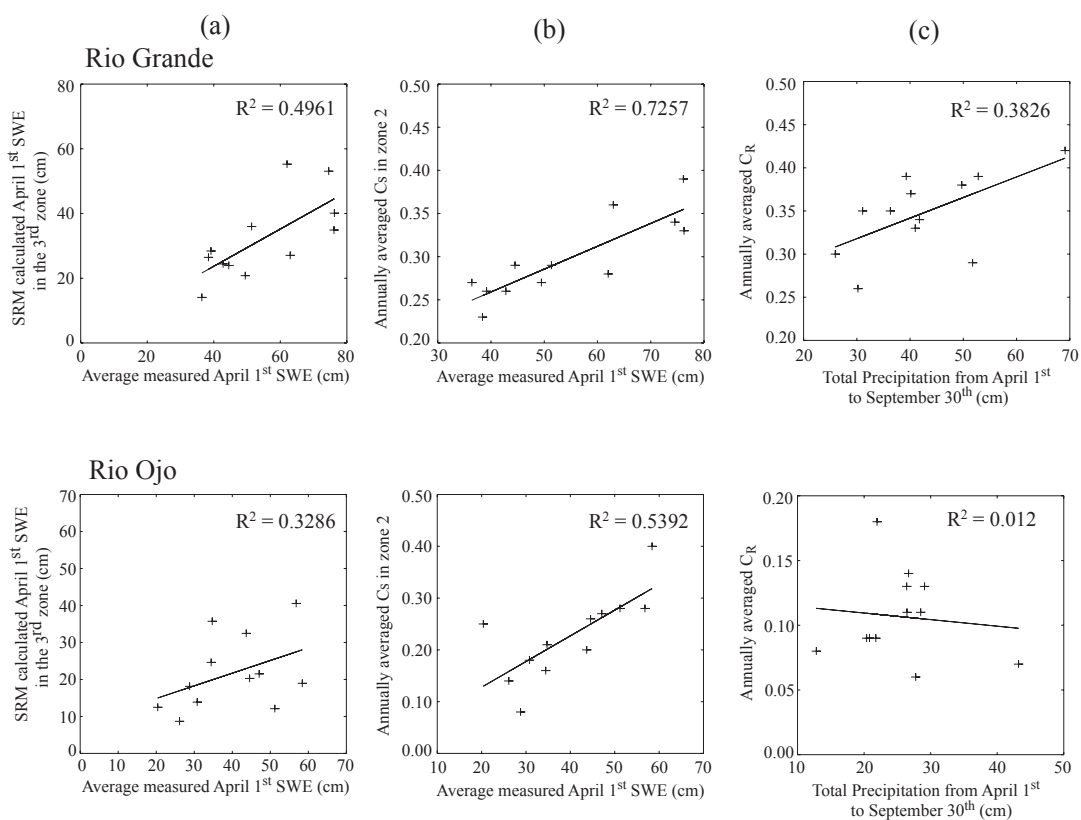 (a)
(b)
(c)
Rio Grande
SRM calculated April 1st SWE
in the 3rd zone (cm)
80
60
40
20
0
R2 = 0.4961
0 20 40 60 80
Average measured April 1st SWE (cm)
Annually averaged Cs in zone 2
0.50
0.45
0.40
0.35
0.30
0.25
0.20
R2 = 0.7257
30 40 50 60 70 80
Average measured April 1st SWE (cm)
Annually averaged CR
0.50
0.45
0.40
0.35
0.30
0.25
0.20
R2 = 0.3826
20 30 40 50 60 70
Total Precipitation from April 1st
to September 30th (cm)
Rio Ojo
SRM calculated April 1st SWE
in the 3rd zone (cm)
70
60
50
40
30
20
10
0
R2 = 0.3286
0 10 20 30 40 50 60 70
Average measured April 1st SWE (cm)
Annually averaged Cs in zone 2
0.50
0.40
0.30
0.20
0.10
0.00
R2 = 0.5392
10 20 30 40 50 60 70
Average measured April 1st SWE (cm)
Annually averaged CR
0.20
0.15
0.10
0.05
0.00
R2 = 0.012
10 20 30 40 50
Total Precipitation from April 1st
to September 30th (cm)